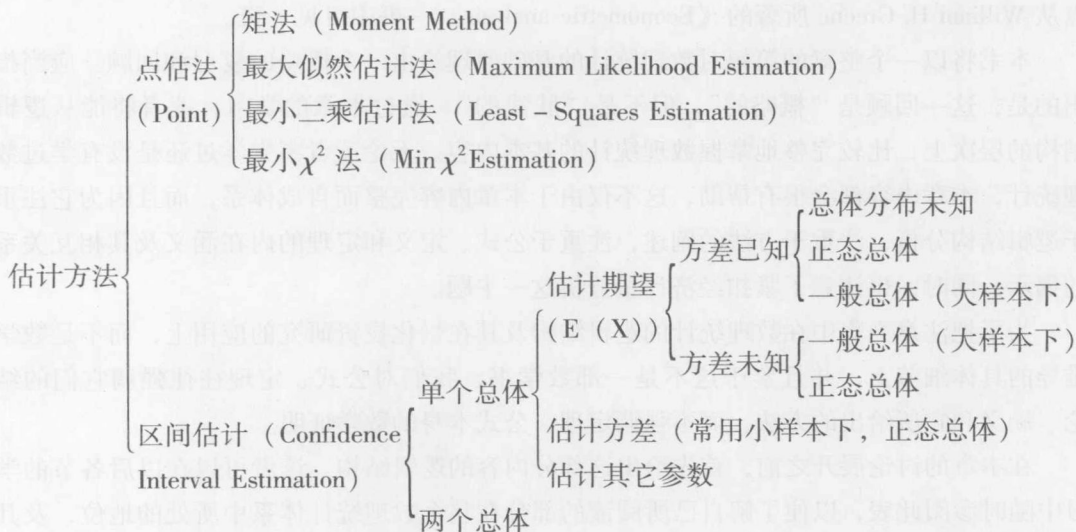 矩法（Moment Method）
点估法
最大似然估计法（Maximum Likelihood Estimation）
(Point)
最小二乘估计法（Least-Squares Estimation）
最小χ²法（Min χ² Estimation）
估计方法
总体分布未知
方差已知
正态总体
估计期望
一般总体（大样本下）
(E (X))
一般总体（大样本下）
方差未知
正态总体
单个总体
区间估计（Confidence
估计方差（常用小样本下，正态总体）
Interval Estimation）
估计其它参数
两个总体